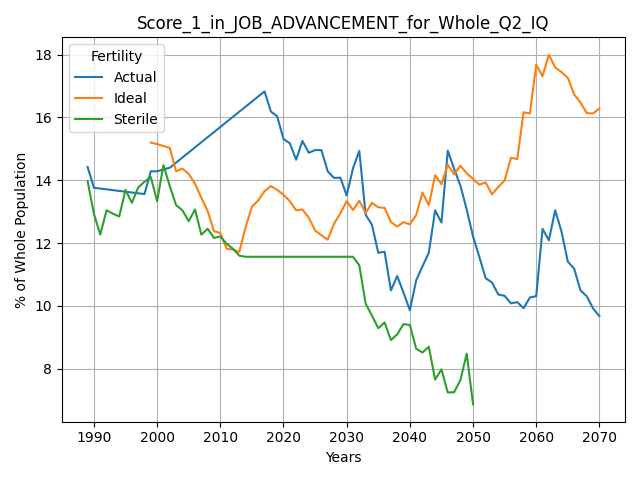 Score_1_in_JOB_ADVANCEMENT_for_Whole_Q2_IQ
Fertility
Actual
Ideal
Sterile
% of Whole Population
18
16
14
12
10
8
1990 2000 2010 2020 2030 2040 2050 2060 2070
Years